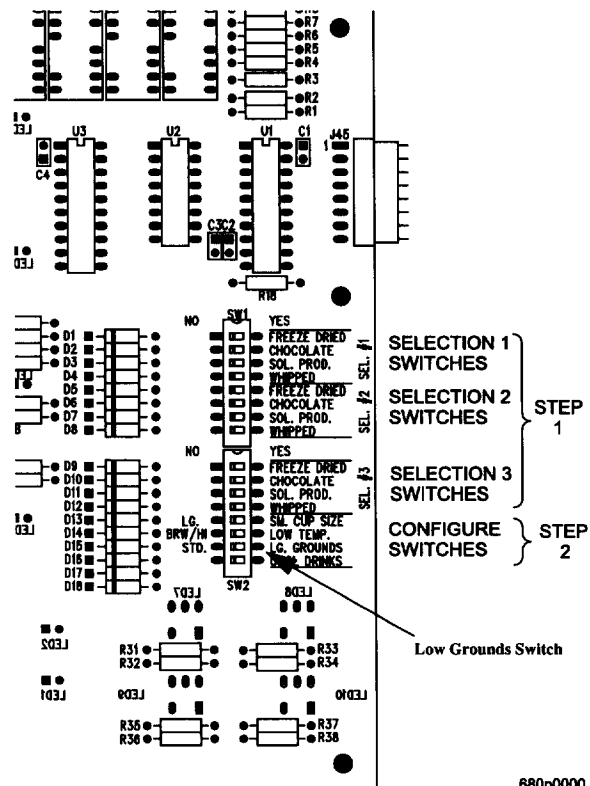 R7
R6
R5
R4
R3
R2
R1
LED
U3
U2
U1
C1
J45
1
C4
C3C2
LED
R18
SW1
NO
YES
FREEZE DRIED
CHOCOLATE
SOL. PROD.
WHIPPED
SEL. #1
FREEZE DRIED
CHOCOLATE
SOL. PROD.
WHIPPED
SEL. #2
D1
D2
D3
D4
D5
D6
D7
D8
SELECTION 1
SWITCHES
SELECTION 2
SWITCHES
STEP
1
NO
YES
FREEZE DRIED
CHOCOLATE
SOL. PROD.
WHIPPED
SEL. #3
SELECTION 3
SWITCHES
D9
D10
D11
D12
D13
D14
D15
D16
D17
D18
LG.
BRW/HW
STD.
SM. CUP SIZE
LOW TEMP.
LG. GROUNDS
DRINKS
CONFIGURE
SWITCHES
STEP
2
SW2
LED7
LED8
Low Grounds Switch
LED2
R31
R32
R33
R34
LED1
LED9
LED10
R35
R36
R37
R38
680p0000